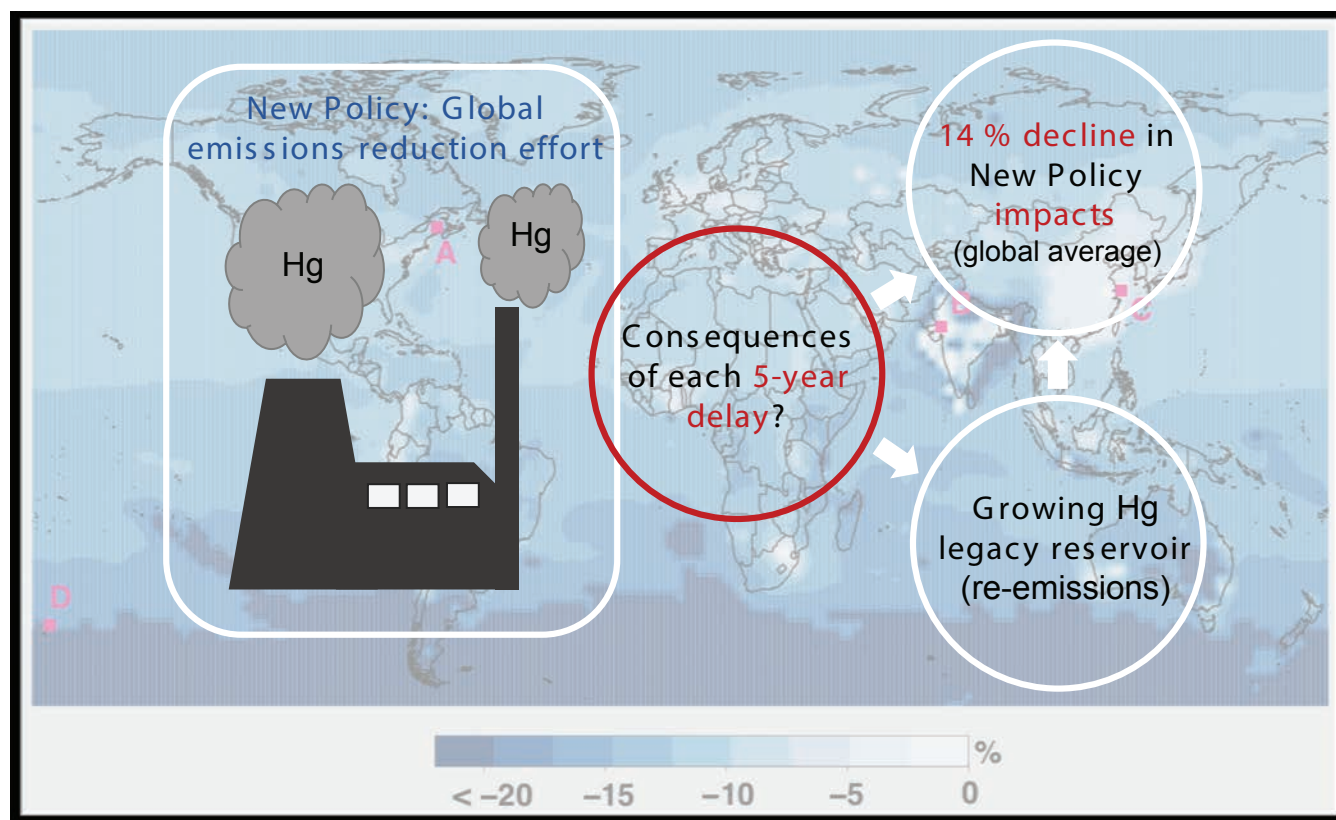 New Policy: Global
emissions reduction effort
Hg
Hg
A
Consequences
of each 5-year
delay?
14 % decline in
New Policy
impacts
(global average)
B
C
Growing Hg
legacy reservoir
(re-emissions)
D
%
< −20 −15 −10 −5 0